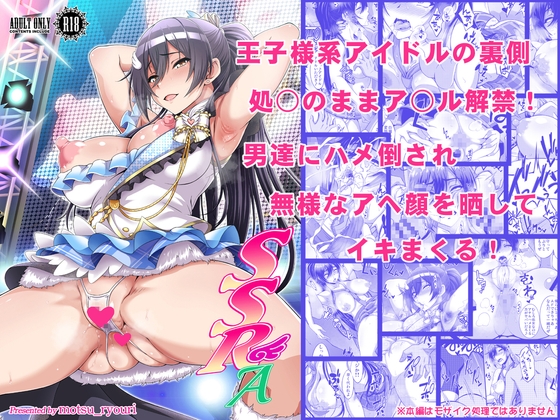 ADULT ONLY
CONTENTS INCLUDE
R18
王子様系アイドルの裏側
処◯のままア◯ル解禁！
男達にハメ倒され
無様なアヘ顔を晒して
イキまくる！
SSR A
Presented by motsu_ryouri
※本編はモザイク処理ではありません